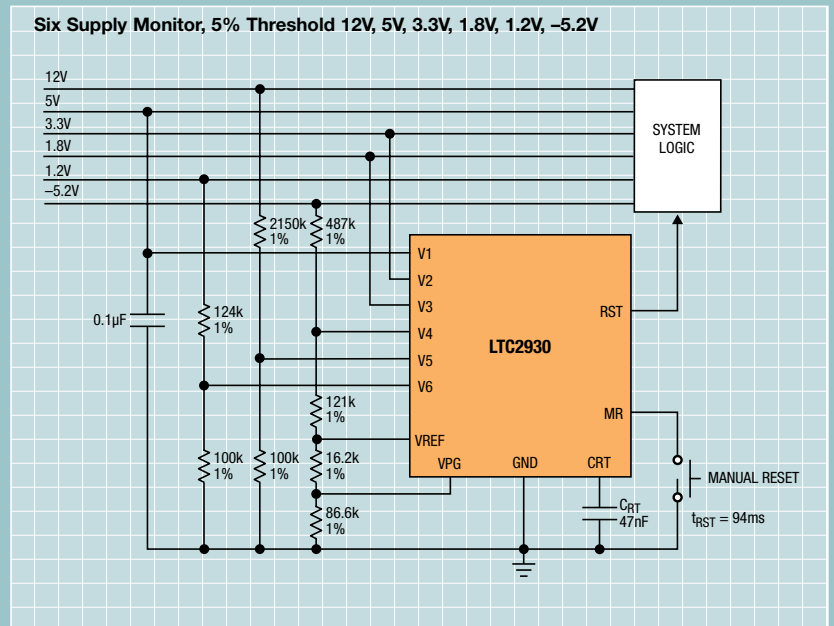 Six Supply Monitor, 5% Threshold 12V, 5V, 3.3V, 1.8V, 1.2V, –5.2V
12V
5V
3.3V
1.8V
1.2V
–5.2V
SYSTEM
LOGIC
2150k
1%
487k
1%
V1
V2
V3
V4
V5
V6
VREF
VPG
GND
CRT
RST
MR
LTC2930
0.1µF
124k
1%
121k
1%
100k
1%
100k
1%
16.2k
1%
86.6k
1%
CRT
47nF
MANUAL RESET
tRST = 94ms